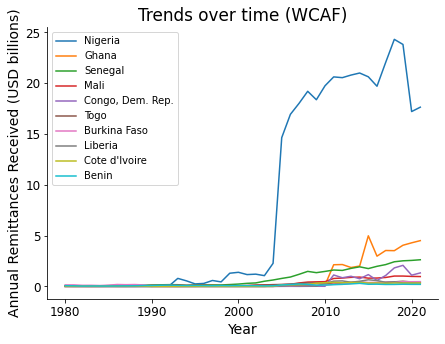 Trends over time (WCAF)
Annual Remittances Received (USD billions)
25
20
15
10
5
0
Nigeria
Ghana
Senegal
Mali
Congo, Dem. Rep.
Togo
Burkina Faso
Liberia
Cote d'Ivoire
Benin
1980
1990
2000
2010
2020
Year